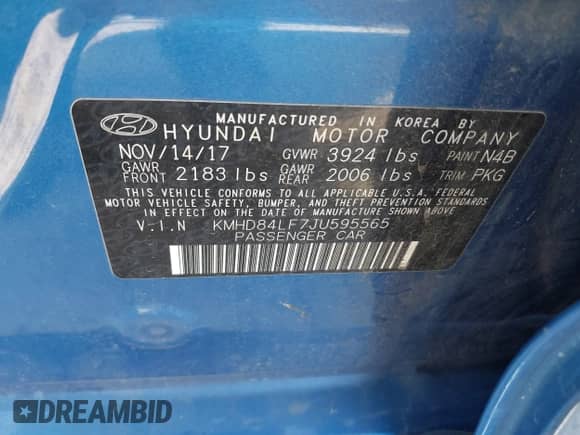 MANUFACTURED IN KOREA BY
HYUNDAI MOTOR COMPANY
NOV/14/17 GVWR 3924 lbs PAINT N4B
GAWR FRONT 2183 lbs GAWR REAR 2006 lbs TRIM PKG
THIS VEHICLE CONFORMS TO ALL APPLICABLE U.S.A. FEDERAL
MOTOR VEHICLE SAFETY, BUMPER, AND THEFT PREVENTION STANDARDS
IN EFFECT ON THE DATE OF MANUFACTURE SHOWN ABOVE.
V.I.N KMHD84LF7JU595565
PASSENGER CAR
DREAMBID